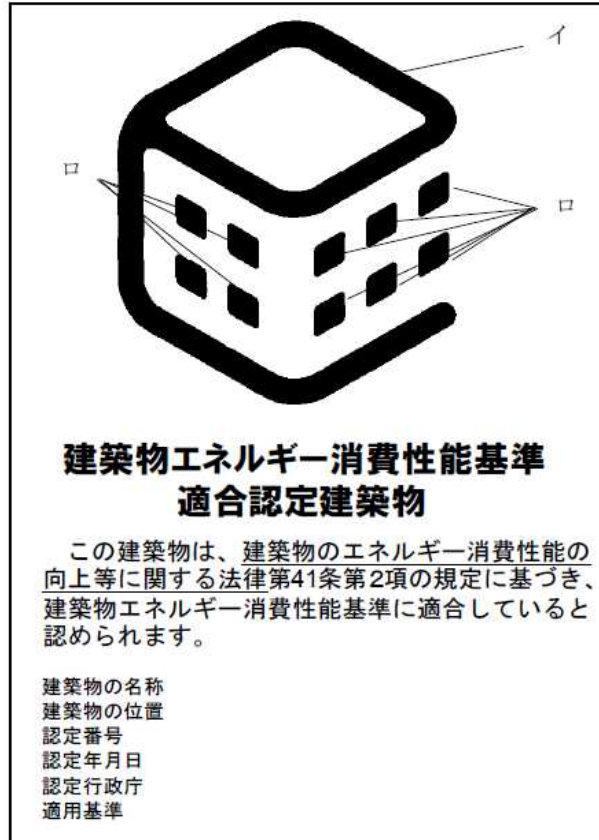 イ
ロ
ロ
建築物エネルギー消費性能基準
適合認定建築物
この建築物は、建築物のエネルギー消費性能の
向上等に関する法律第41条第2項の規定に基づき、
建築物エネルギー消費性能基準に適合していると
認められます。
建築物の名称
建築物の位置
認定番号
認定年月日
認定行政庁
適用基準